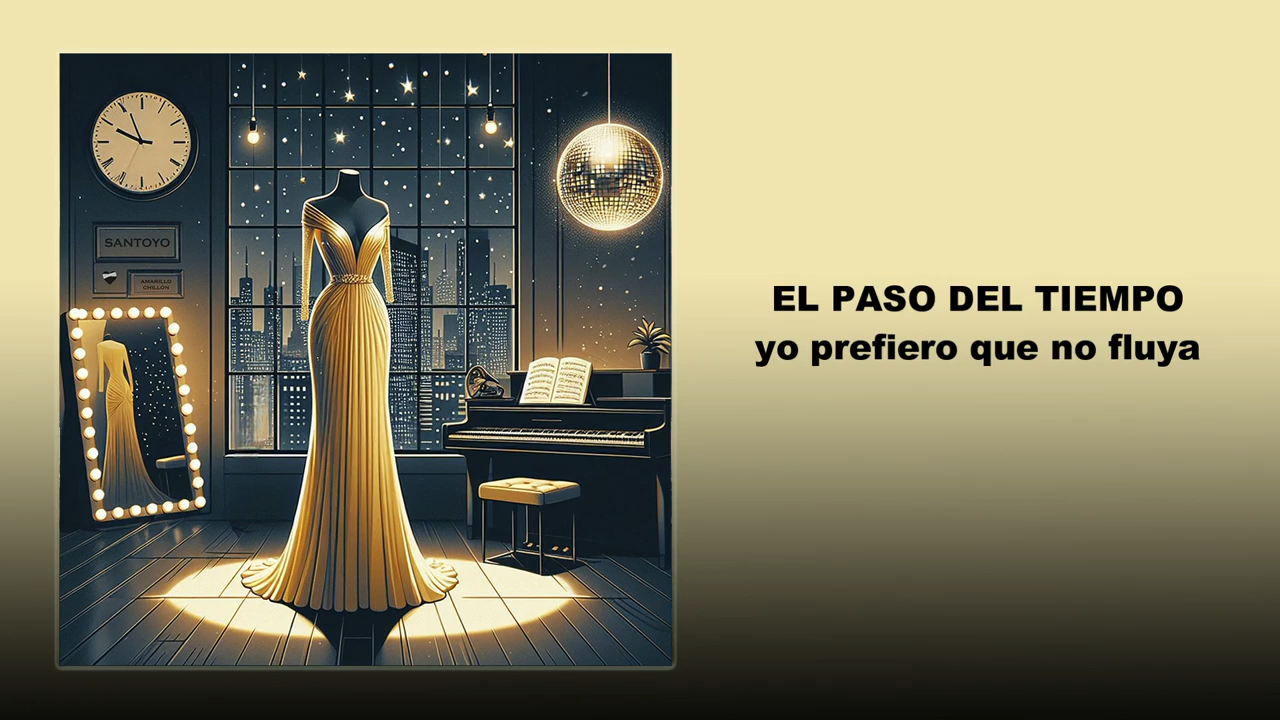 SANTOYO
AMARILLO
CHILLÓN
EL PASO DEL TIEMPO
yo prefiero que no fluya